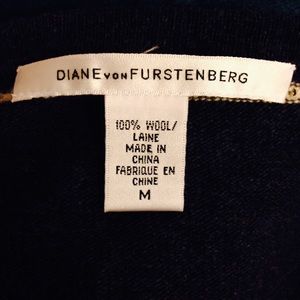 DIANE VON FURSTENBERG
100% WOOL/
LAINE
MADE IN
CHINA
FABRIQUE EN
CHINE
M